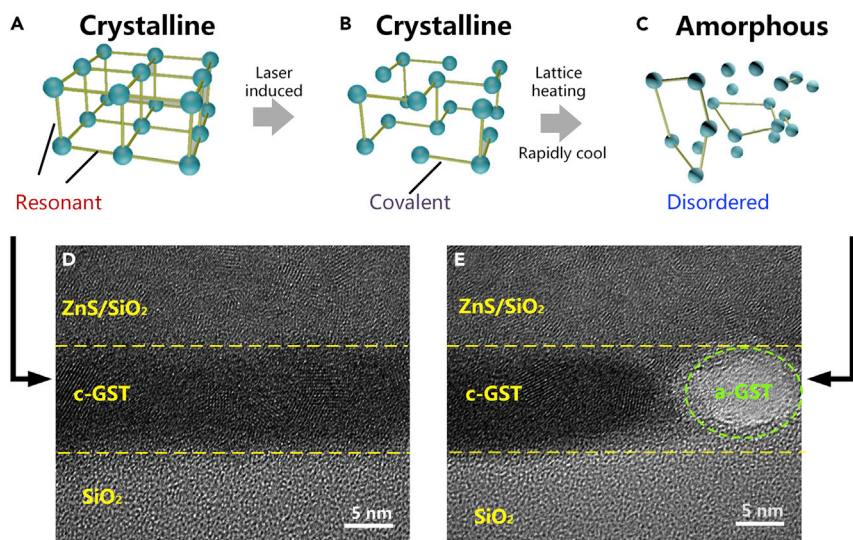 A Crystalline
B Crystalline
C Amorphous
Laser
induced
Lattice
heating
Rapidly cool
Resonant
Covalent
Disordered
D
E
ZnS/SiO₂
ZnS/SiO₂
c-GST
c-GST
a-GST
SiO₂
5 nm
SiO₂
5 nm